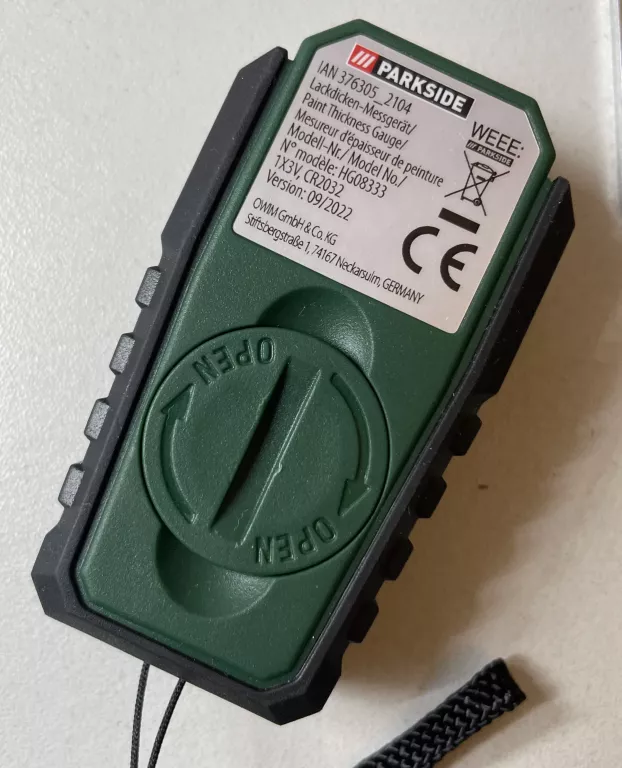 PARKSIDE
IAN 376305_2104
Lackdicken-Messgerät/
Paint Thickness Gauge/
Mesureur d'épaisseur de peinture
Modell-Nr./ Model No./
N° modèle: HG08333
1X3V, CR2032
Version: 09/2022
OWIM GmbH & Co. KG
Stiftsbergstraße 1, 74167 Neckarsulm, GERMANY
WEEE:
PARKSIDE
CE
OPEN
OPEN